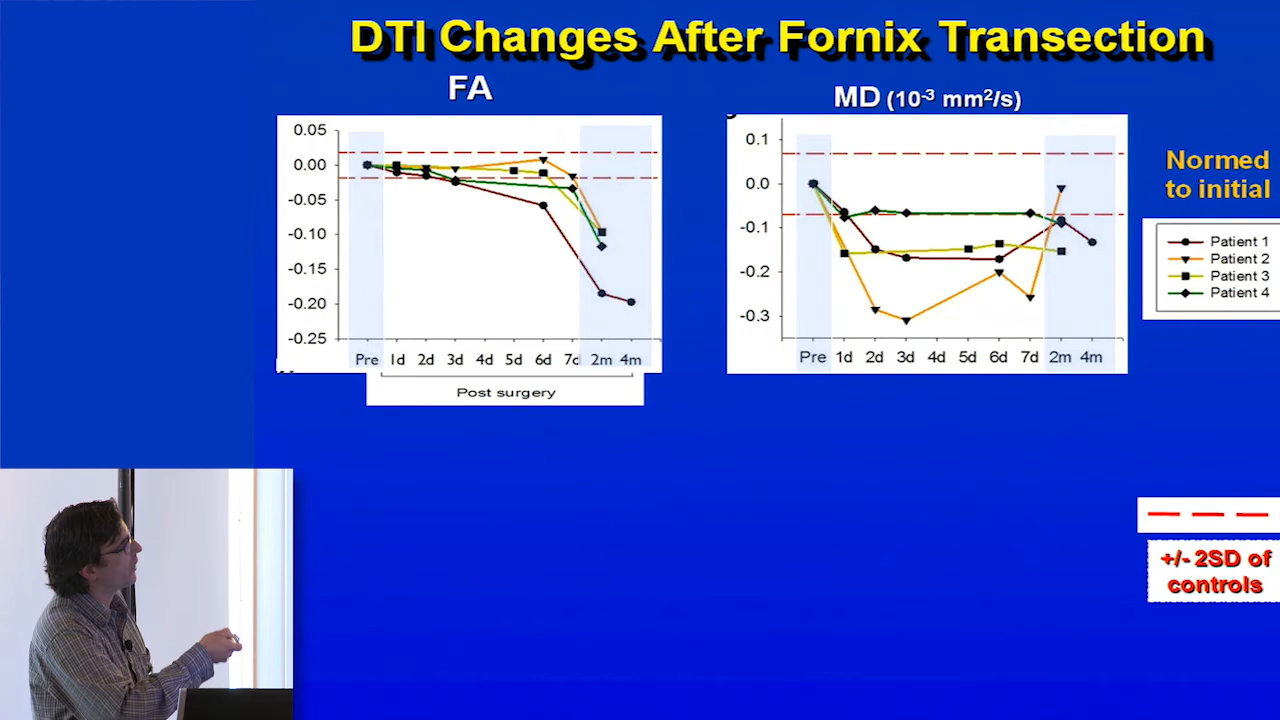 DTI Changes After Fornix Transection
FA
MD (10-3 mm2/s)
0.05
0.00
-0.05
-0.10
-0.15
-0.20
-0.25
Pre 1d 2d 3d 4d 5d 6d 7d 2m 4m
Post surgery
0.1
0.0
-0.1
-0.2
-0.3
Pre 1d 2d 3d 4d 5d 6d 7d 2m 4m
Normed
to initial
Patient 1
Patient 2
Patient 3
Patient 4
+/- 2SD of
controls